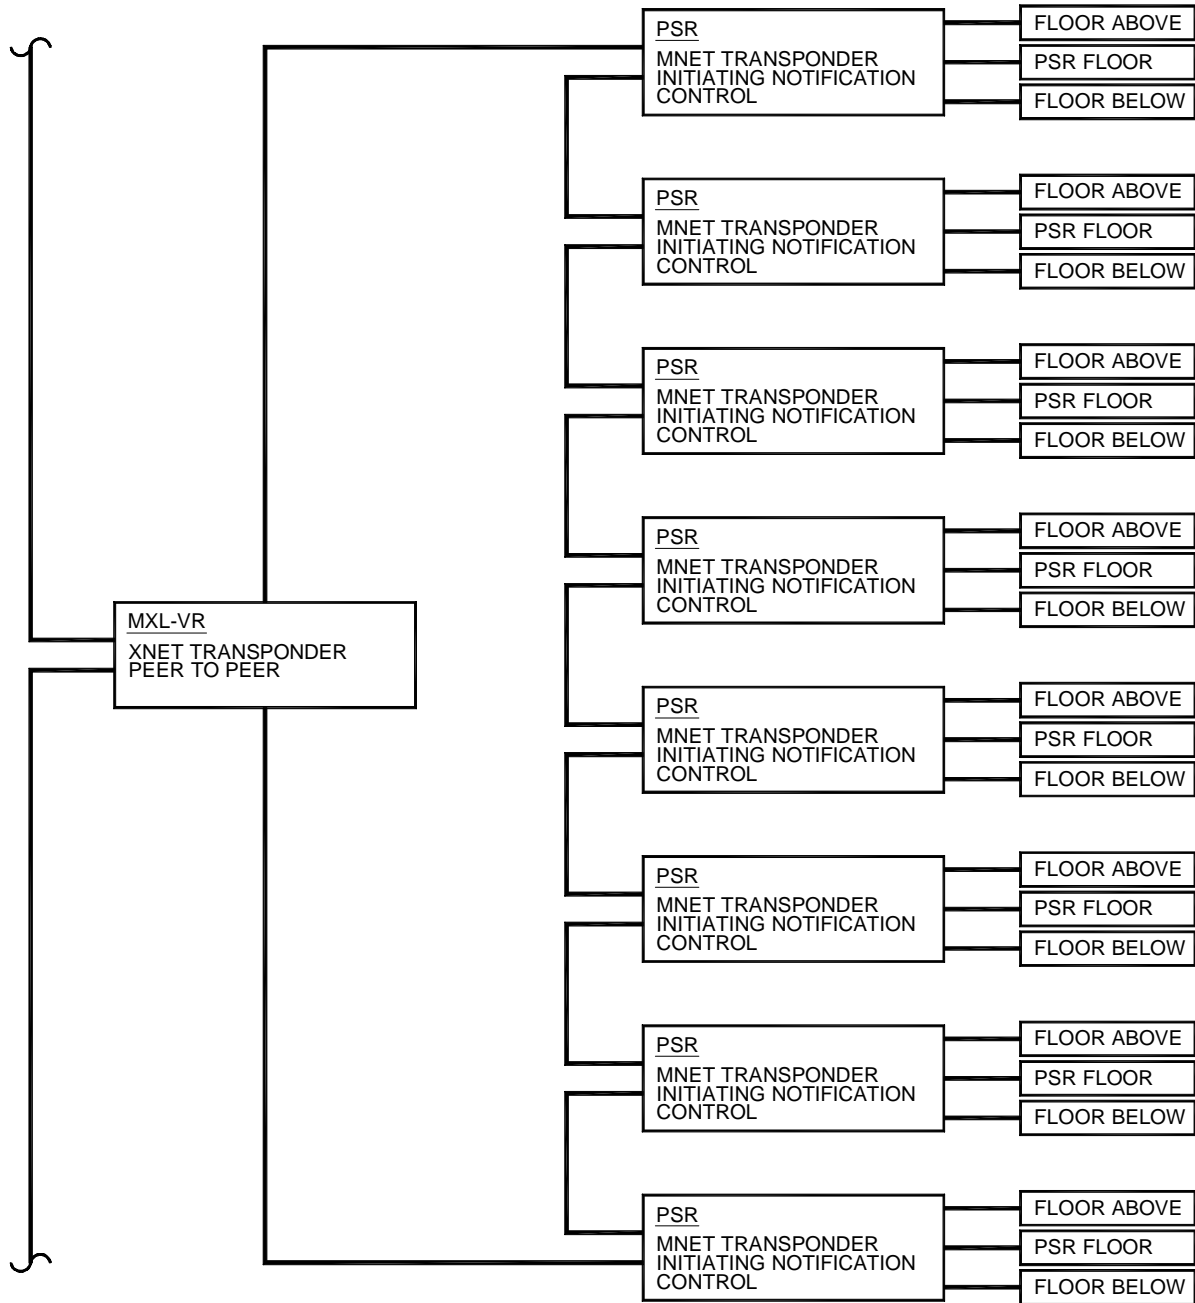 PSR
MNET TRANSPONDER
INITIATING NOTIFICATION
CONTROL
FLOOR ABOVE
PSR FLOOR
FLOOR BELOW
PSR
MNET TRANSPONDER
INITIATING NOTIFICATION
CONTROL
FLOOR ABOVE
PSR FLOOR
FLOOR BELOW
PSR
MNET TRANSPONDER
INITIATING NOTIFICATION
CONTROL
FLOOR ABOVE
PSR FLOOR
FLOOR BELOW
PSR
MNET TRANSPONDER
INITIATING NOTIFICATION
CONTROL
FLOOR ABOVE
PSR FLOOR
FLOOR BELOW
MXL-VR
XNET TRANSPONDER
PEER TO PEER
PSR
MNET TRANSPONDER
INITIATING NOTIFICATION
CONTROL
FLOOR ABOVE
PSR FLOOR
FLOOR BELOW
PSR
MNET TRANSPONDER
INITIATING NOTIFICATION
CONTROL
FLOOR ABOVE
PSR FLOOR
FLOOR BELOW
PSR
MNET TRANSPONDER
INITIATING NOTIFICATION
CONTROL
FLOOR ABOVE
PSR FLOOR
FLOOR BELOW
PSR
MNET TRANSPONDER
INITIATING NOTIFICATION
CONTROL
FLOOR ABOVE
PSR FLOOR
FLOOR BELOW